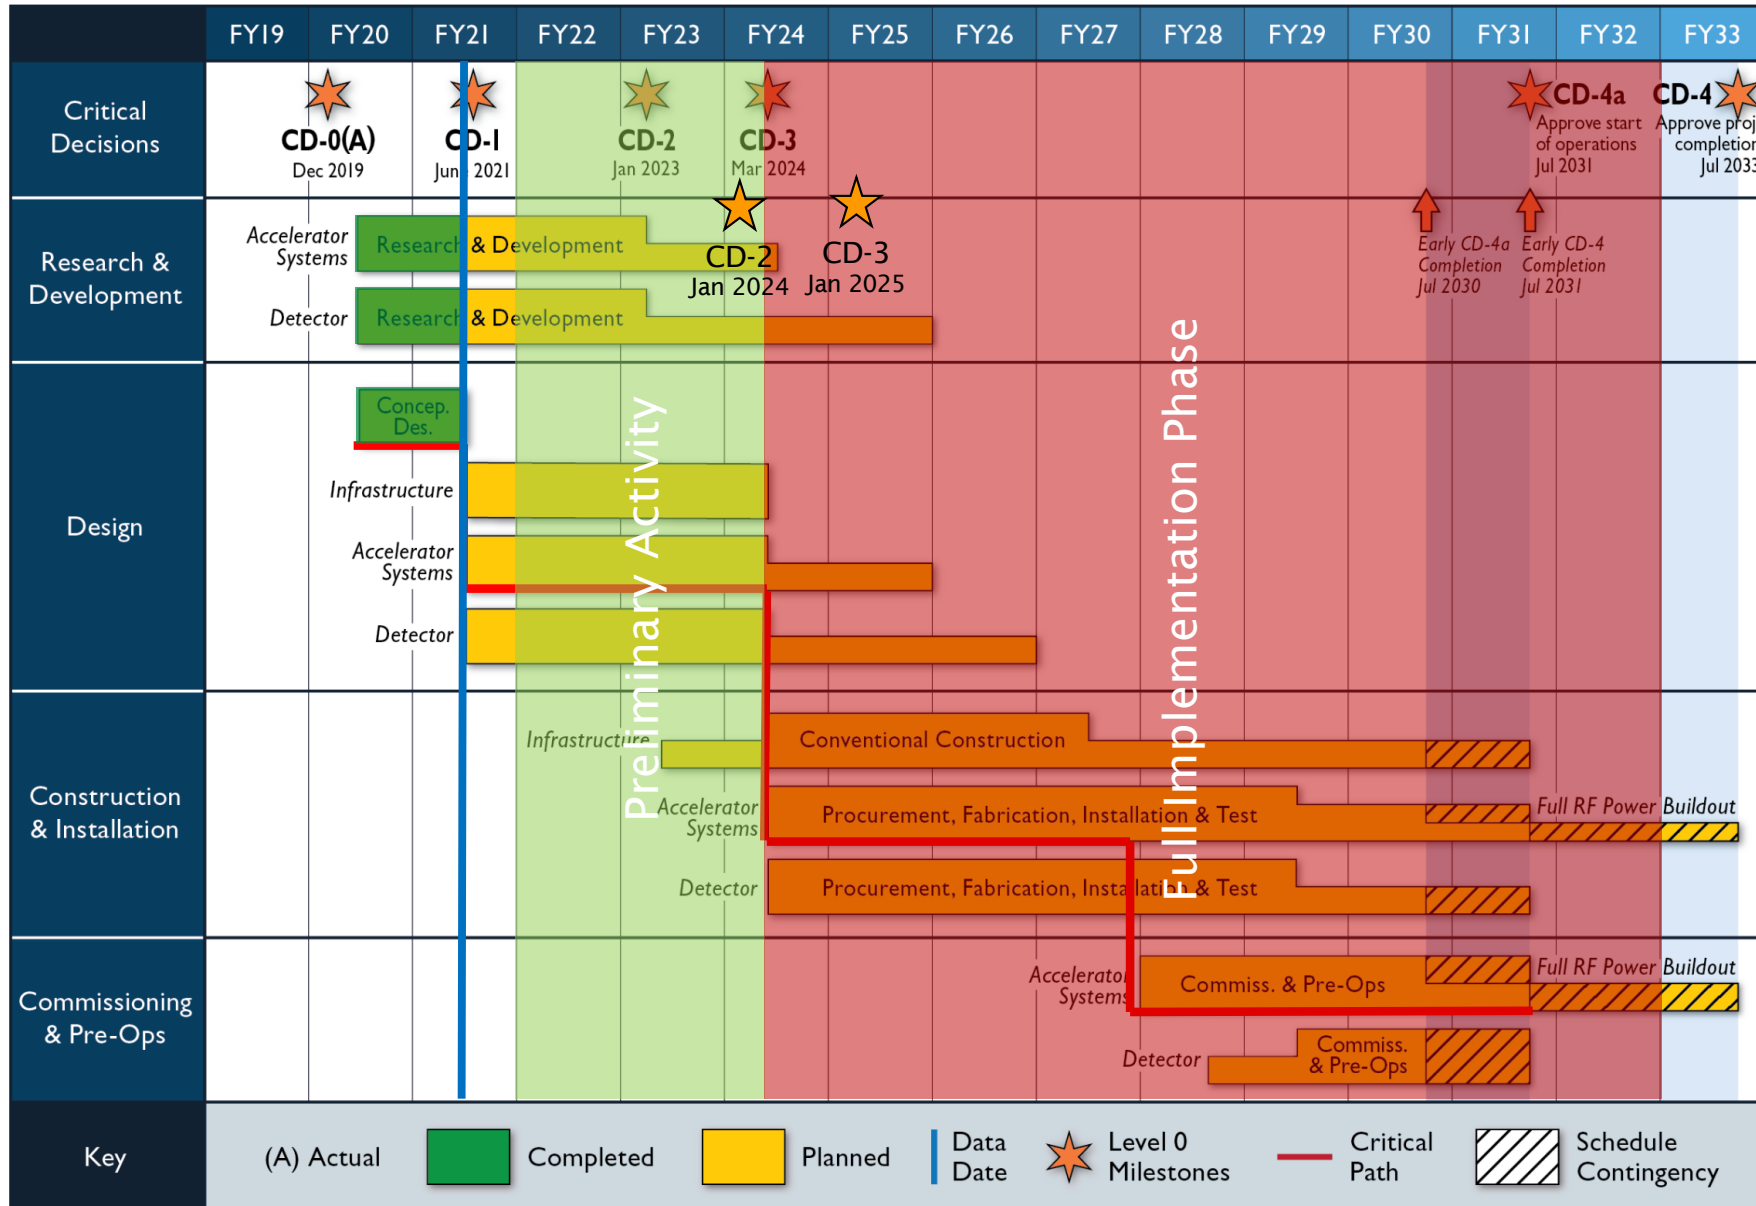 FY19 FY20 FY21 FY22 FY23 FY24 FY25 FY26 FY27 FY28 FY29 FY30 FY31 FY32 FY33
Critical
Decisions
CD-0(A)
Dec 2019
CD-1
June 2021
CD-2
Jan 2023
CD-3
Mar 2024
CD-4a
Approve start
of operations
Jul 2031
CD-4
Approve proj
completion
Jul 2033
Research &
Development
Accelerator
Systems
Research & Development
Detector
Research & Development
CD-2
Jan 2024
CD-3
Jan 2025
Early CD-4a
Completion
Jul 2030
Early CD-4
Completion
Jul 2031
Design
Concep.
Des.
Infrastructure
Accelerator
Systems
Detector
Preliminary Activity
Full Implementation Phase
Construction
& Installation
Infrastructure
Conventional Construction
Accelerator
Systems
Procurement, Fabrication, Installation & Test
Full RF Power Buildout
Detector
Procurement, Fabrication, Installation & Test
Commissioning
& Pre-Ops
Accelerator
Systems
Commiss. & Pre-Ops
Full RF Power Buildout
Detector
Commiss.
& Pre-Ops
Key
(A) Actual
Completed
Planned
Data
Date
Level 0
Milestones
Critical
Path
Schedule
Contingency